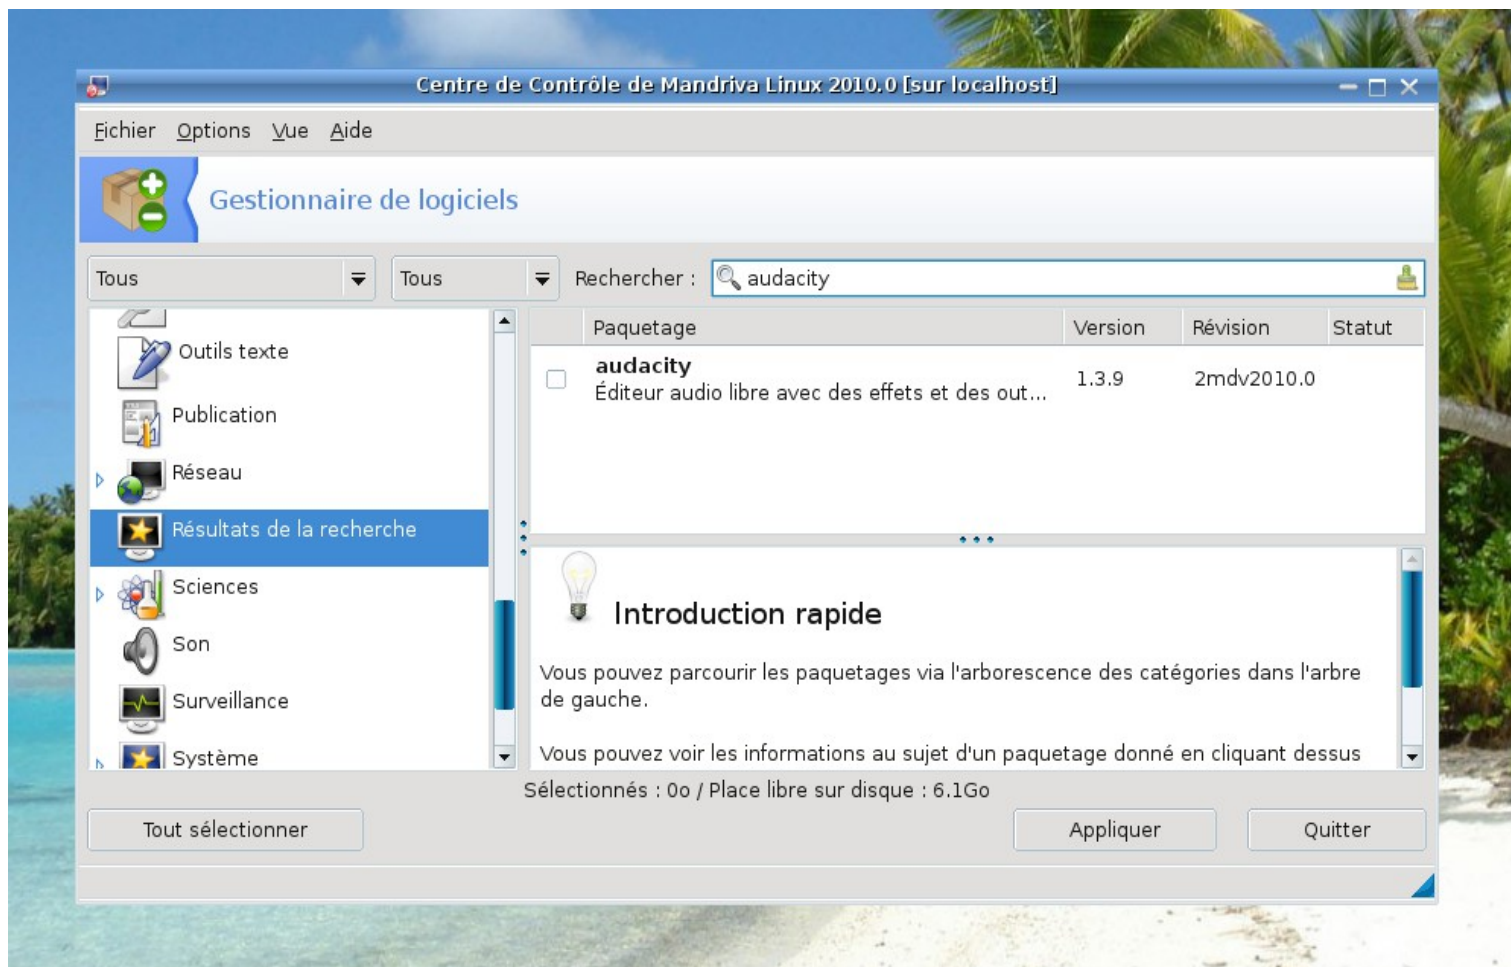 Centre de Contrôle de Mandriva Linux 2010.0 [sur localhost]
Fichier Options Vue Aide
Gestionnaire de logiciels
Tous Tous Rechercher : audacity
Outils texte
Publication
Réseau
Résultats de la recherche
Sciences
Son
Surveillance
Système
Paquetage Version Révision Statut
audacity
Éditeur audio libre avec des effets et des out... 1.3.9 2mdv2010.0
Introduction rapide
Vous pouvez parcourir les paquetages via l'arborescence des catégories dans l'arbre
de gauche.
Vous pouvez voir les informations au sujet d'un paquetage donné en cliquant dessus
Sélectionnés : 0o / Place libre sur disque : 6.1Go
Tout sélectionner Appliquer Quitter